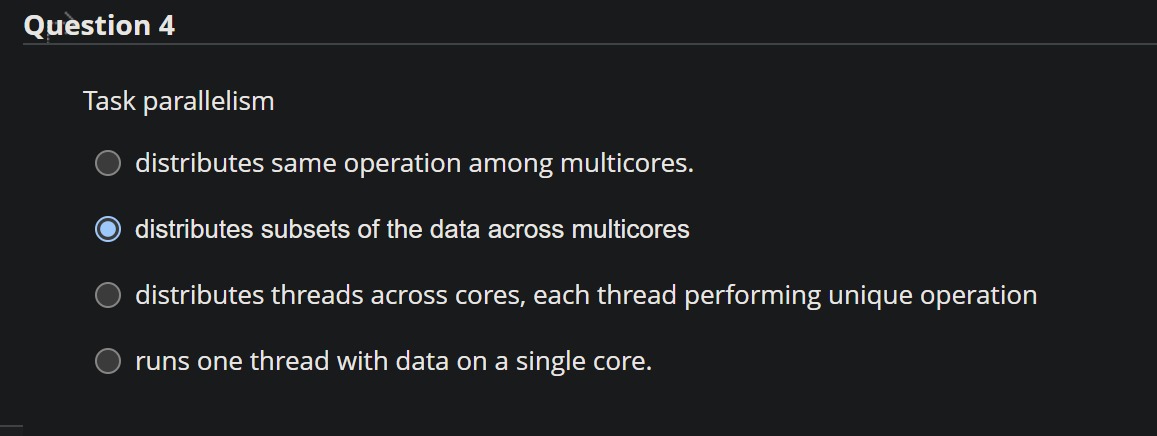 Question 4
Task parallelism
distributes same operation among multicores.
distributes subsets of the data across multicores
distributes threads across cores, each thread performing unique operation
runs one thread with data on a single core.